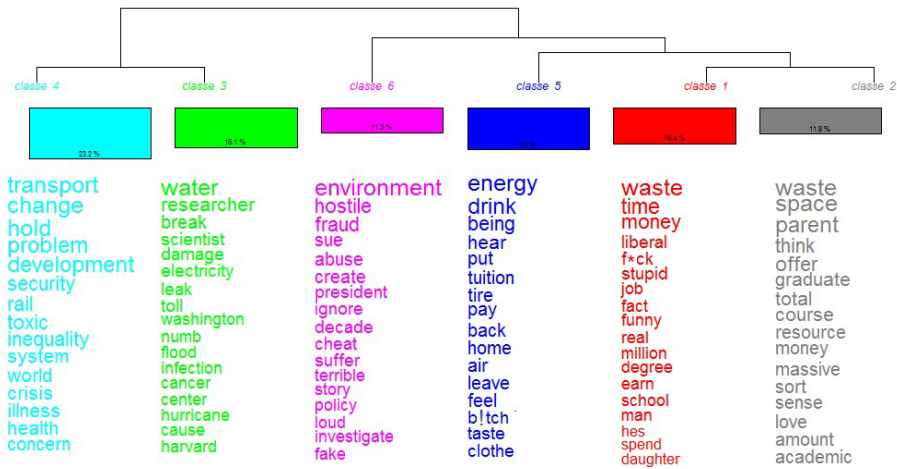 classe 4
classe 3
classe 6
classe 5
classe 1
classe 2
23.2 %
18.1 %
11.3 %
19 %
16.4 %
11.9 %
transport
change
hold
problem
development
security
rail
toxic
inequality
system
world
crisis
illness
health
concern
water
researcher
break
scientist
damage
electricity
leak
toll
washington
numb
flood
infection
cancer
center
hurricane
cause
harvard
environment
hostile
fraud
sue
abuse
create
president
ignore
decade
cheat
suffer
terrible
story
policy
loud
investigate
fake
energy
drink
being
hear
put
tuition
tire
pay
back
home
air
leave
feel
b!tch
taste
clothe
waste
time
money
liberal
f*ck
stupid
job
fact
funny
real
million
degree
earn
school
man
hes
spend
daughter
waste
space
parent
think
offer
graduate
total
course
resource
money
massive
sort
sense
love
amount
academic